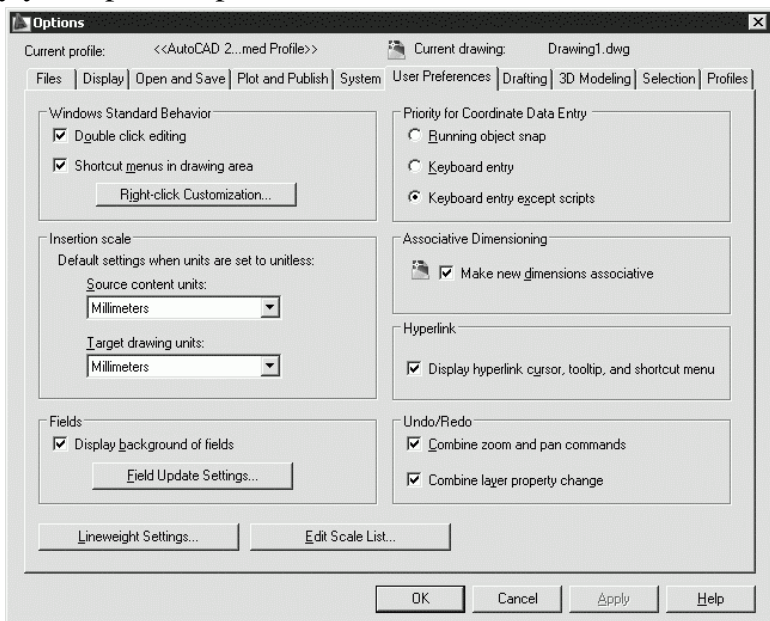 Options
Current profile: <<AutoCAD 2...med Profile>> Current drawing: Drawing1.dwg
Files Display Open and Save Plot and Publish System User Preferences Drafting 3D Modeling Selection Profiles
Windows Standard Behavior
Double click editing
Shortcut menus in drawing area
Right-click Customization...
Insertion scale
Default settings when units are set to unitless:
Source content units:
Millimeters
Target drawing units:
Millimeters
Fields
Display background of fields
Field Update Settings...
Priority for Coordinate Data Entry
Running object snap
Keyboard entry
Keyboard entry except scripts
Associative Dimensioning
Make new dimensions associative
Hyperlink
Display hyperlink cursor, tooltip, and shortcut menu
Undo/Redo
Combine zoom and pan commands
Combine layer property change
Lineweight Settings... Edit Scale List...
OK Cancel Apply Help